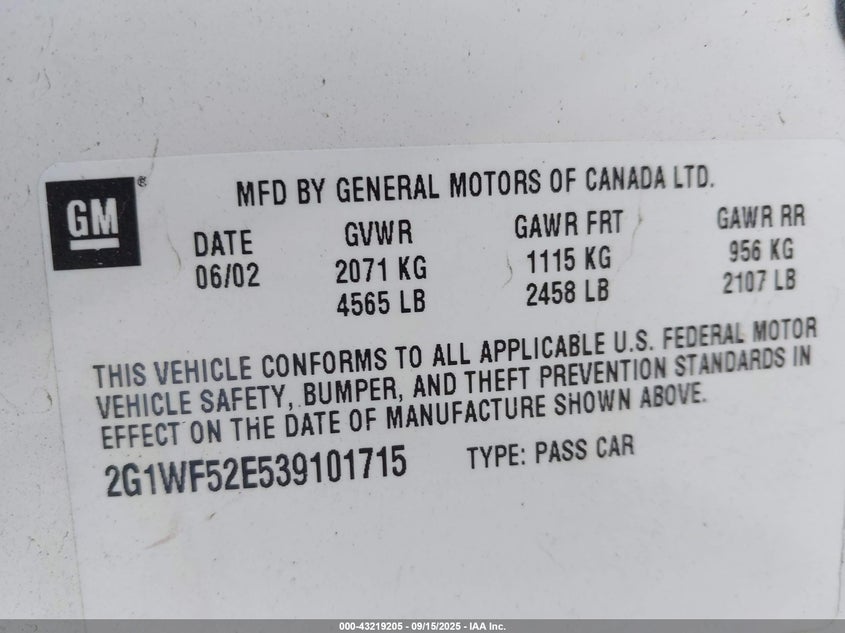 GM®
MFD BY GENERAL MOTORS OF CANADA LTD.
DATE GVWR GAWR FRT GAWR RR
06/02 2071 KG 1115 KG 956 KG
4565 LB 2458 LB 2107 LB
THIS VEHICLE CONFORMS TO ALL APPLICABLE U.S. FEDERAL MOTOR
VEHICLE SAFETY, BUMPER, AND THEFT PREVENTION STANDARDS IN
EFFECT ON THE DATE OF MANUFACTURE SHOWN ABOVE.
2G1WF52E539101715 TYPE: PASS CAR
000-43219205 - 09/15/2025 - IAA Inc.